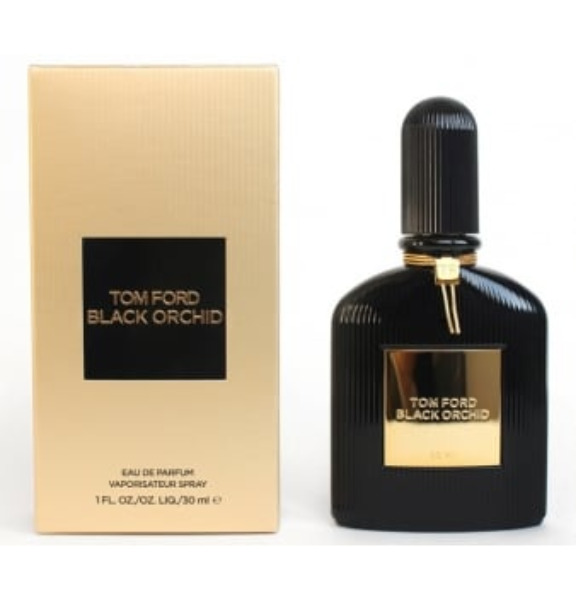 TOM FORD
BLACK ORCHID
EAU DE PARFUM
VAPORISATEUR SPRAY
1 FL. OZ./OZ. LIQ./30 ml ℮
TF
TOM FORD
BLACK ORCHID